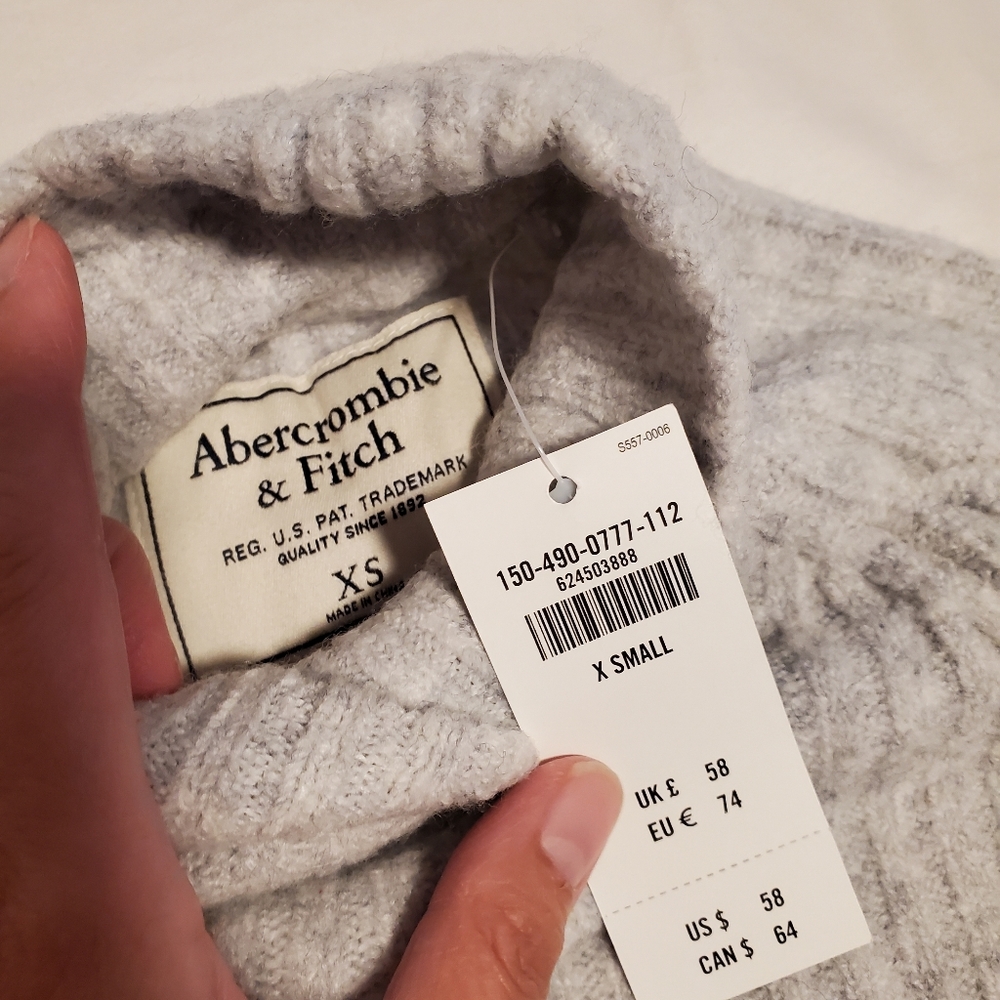 Abercrombie
& Fitch
REG. U.S. PAT. TRADEMARK
QUALITY SINCE 1892
XS
MADE IN CHINA
S557-0006
150-490-0777-112
624503888
X SMALL
UK £ 58
EU € 74
US $ 58
CAN $ 64